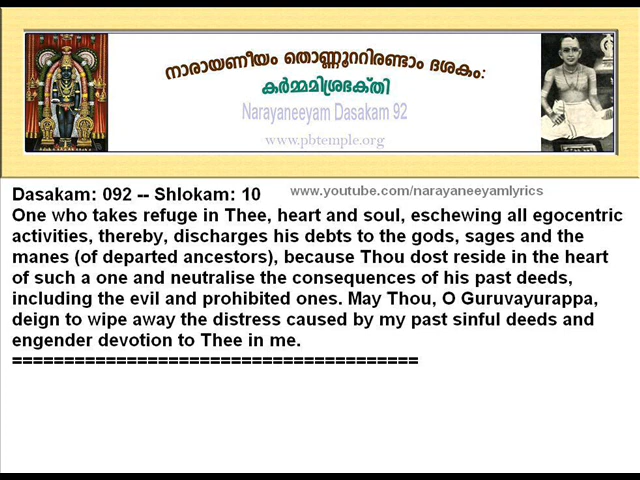 നാരായണീയം തൊണ്ണൂററിരണ്ടാം ദശകം:
കർമ്മമിശ്രഭക്തി
Narayaneeyam Dasakam 92
www.pbtemple.org
Dasakam: 092 -- Shlokam: 10 www.youtube.com/narayaneeyamlyrics
One who takes refuge in Thee, heart and soul, eschewing all egocentric
activities, thereby, discharges his debts to the gods, sages and the
manes (of departed ancestors), because Thou dost reside in the heart
of such a one and neutralise the consequences of his past deeds,
including the evil and prohibited ones. May Thou, O Guruvayurappa,
deign to wipe away the distress caused by my past sinful deeds and
engender devotion to Thee in me.
=======================================